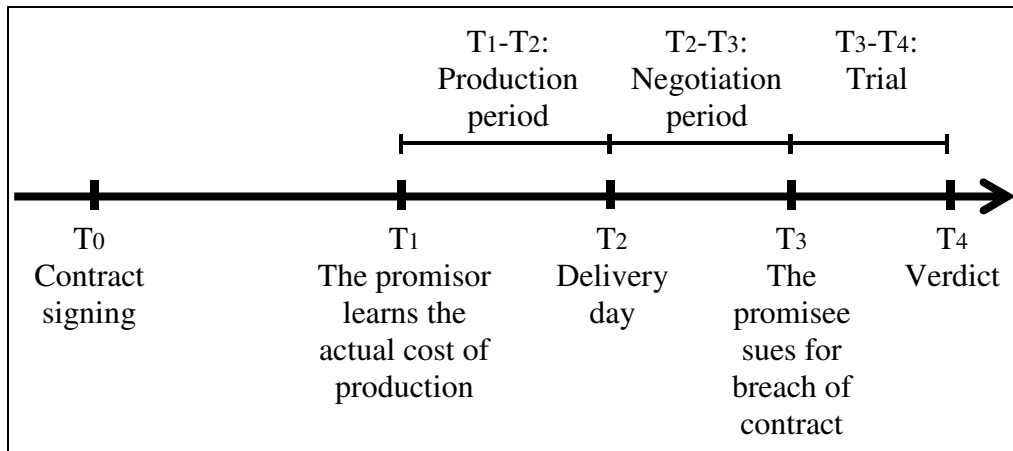 T1-T2:
Production
period
T2-T3:
Negotiation
period
T3-T4:
Trial
T0
Contract
signing
T1
The promisor
learns the
actual cost of
production
T2
Delivery
day
T3
The
promisee
sues for
breach of
contract
T4
Verdict